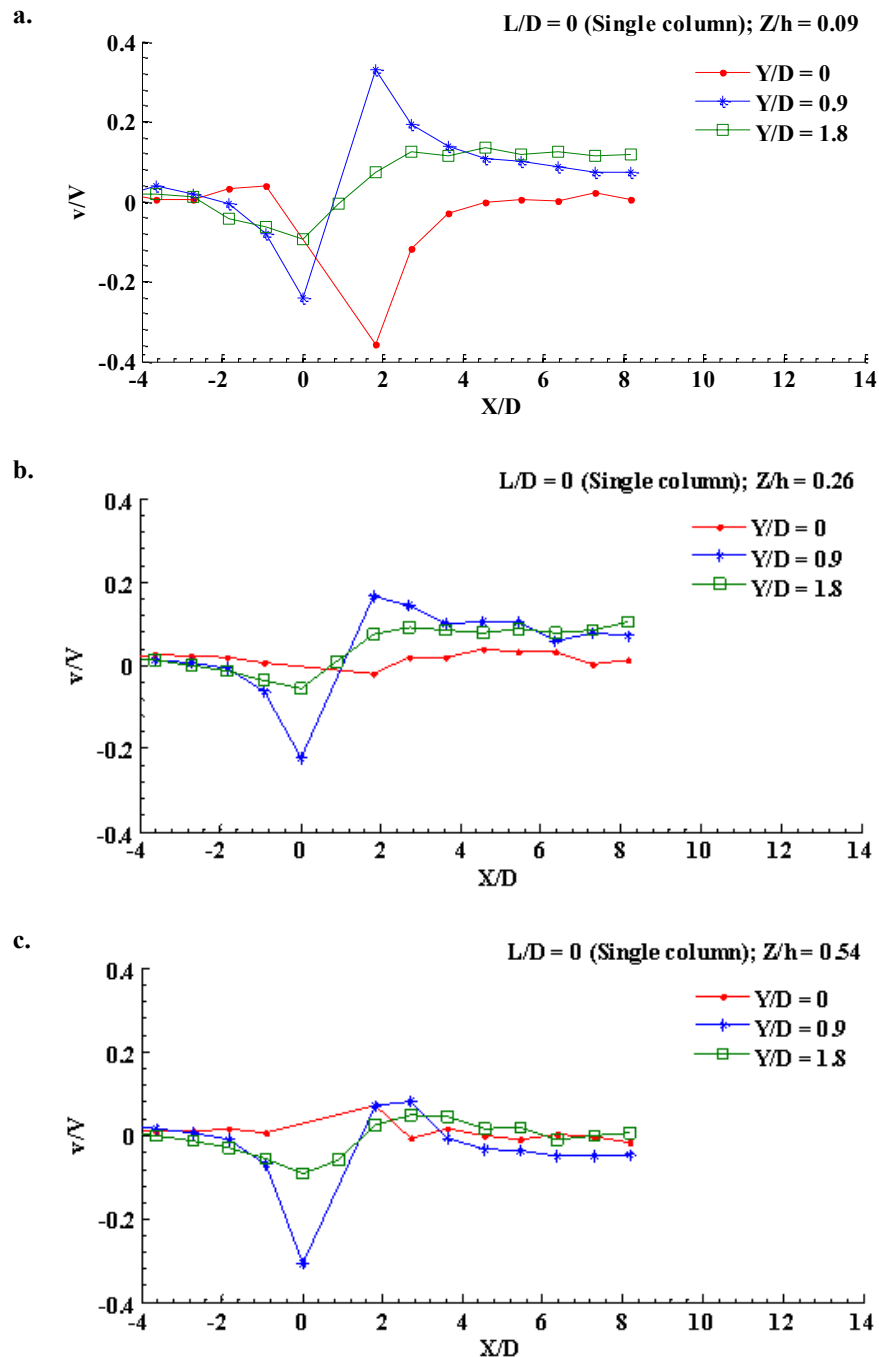 a.
L/D = 0 (Single column); Z/h = 0.09
0.4
Y/D = 0
Y/D = 0.9
0.2
Y/D = 1.8
v/V
0
-0.2
-0.4
-4 -2 0 2 4 6 8 10 12 14
X/D
b.
L/D = 0 (Single column); Z/h = 0.26
0.4
Y/D = 0
Y/D = 0.9
0.2
Y/D = 1.8
v/V
0
-0.2
-0.4
-4 -2 0 2 4 6 8 10 12 14
X/D
c.
L/D = 0 (Single column); Z/h = 0.54
0.4
Y/D = 0
Y/D = 0.9
0.2
Y/D = 1.8
v/V
0
-0.2
-0.4
-4 -2 0 2 4 6 8 10 12 14
X/D